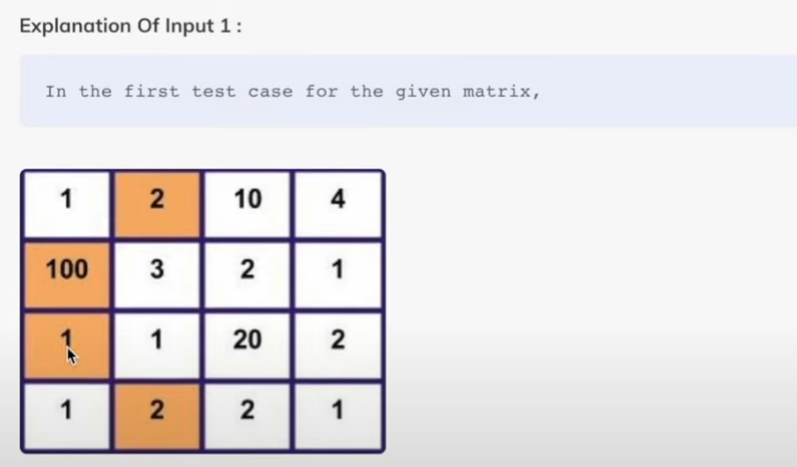 Explanation Of Input 1 :
In the first test case for the given matrix,
1 2 10 4
100 3 2 1
1 1 20 2
1 2 2 1